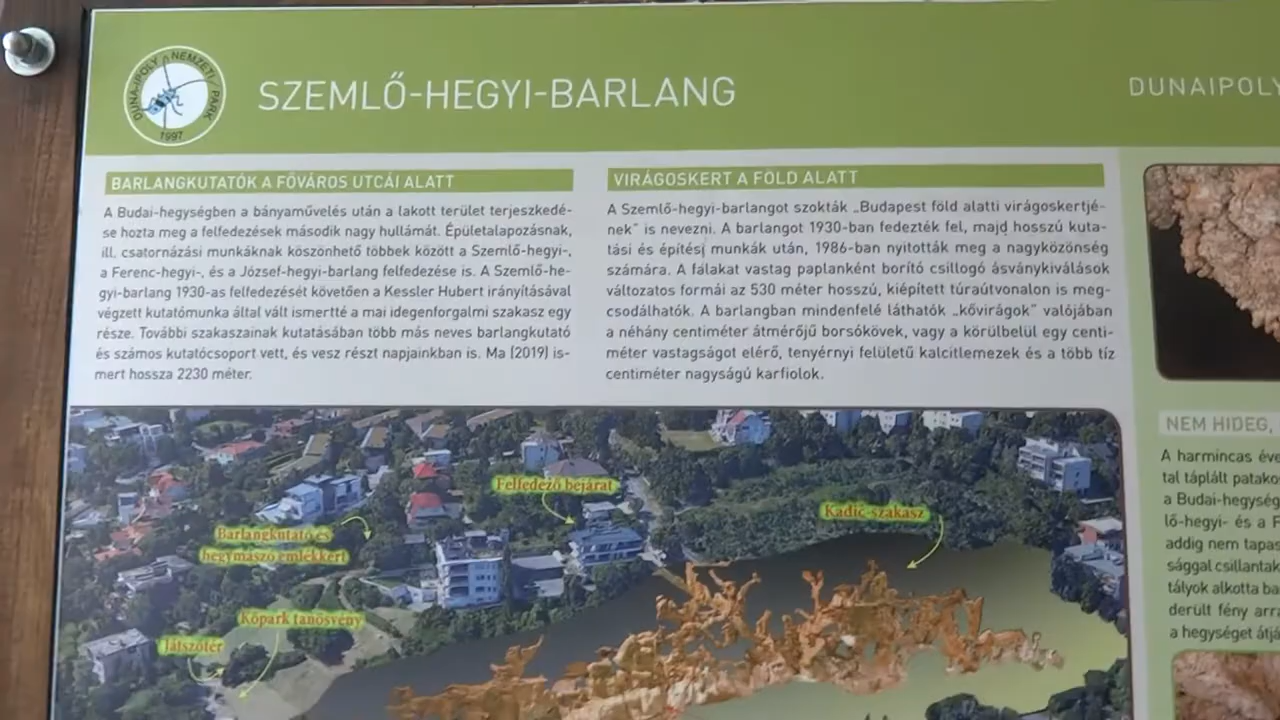 DUNA-IPOLY NEMZETI PARK
1997
SZEMLŐ-HEGYI-BARLANG
DUNAIPOLY
BARLANGKUTATÓK A FŐVÁROS UTCÁI ALATT
A Budai-hegységben a bányaművelés után a lakott terület terjeszkedé-
se hozta meg a felfedezések második nagy hullámát. Épületalapozásnak,
ill. csatornázási munkáknak köszönhető többek között a Szemlő-hegyi-,
a Ferenc-hegyi-, és a József-hegyi-barlang felfedezése is. A Szemlő-he-
gyi-barlang 1930-as felfedezését követően a Kessler Hubert irányításával
végzett kutatómunka által vált ismertté a mai idegenforgalmi szakasz egy
része. További szakaszainak kutatásában több más neves barlangkutató
és számos kutatócsoport vett, és vesz részt napjainkban is. Ma (2019) is-
mert hossza 2230 méter.
VIRÁGOSKERT A FÖLD ALATT
A Szemlő-hegyi-barlangot szokták „Budapest föld alatti virágoskertjé-
nek" is nevezni. A barlangot 1930-ban fedezték fel, majd hosszú kuta-
tási és építési munkák után, 1986-ban nyitották meg a nagyközönség
számára. A falakat vastag paplanként borító csillogó ásványkiválások
változatos formái az 530 méter hosszú, kiépített túraútvonalon is meg-
csodálhatók. A barlangban mindenfelé láthatók „kővirágok" valójában
a néhány centiméter átmérőjű borsókövek, vagy a körülbelül egy centi-
méter vastagságot elérő, tenyérnyi felületű kalcitlemezek és a több tíz
centiméter nagyságú karfiolok.
Felfedező bejárat
Kadić-szakasz
Barlangkutató és
hegymászó emlékkert
Kőpark tanösvény
Játszótér
NEM HIDEG,
A harmincas éve
tal táplált patako
a Budai-hegység
lő-hegyi- és a F
addig nem tapas
sággal csillantak
tályok alkotta ba
derült fény arra
a hegységet átjá